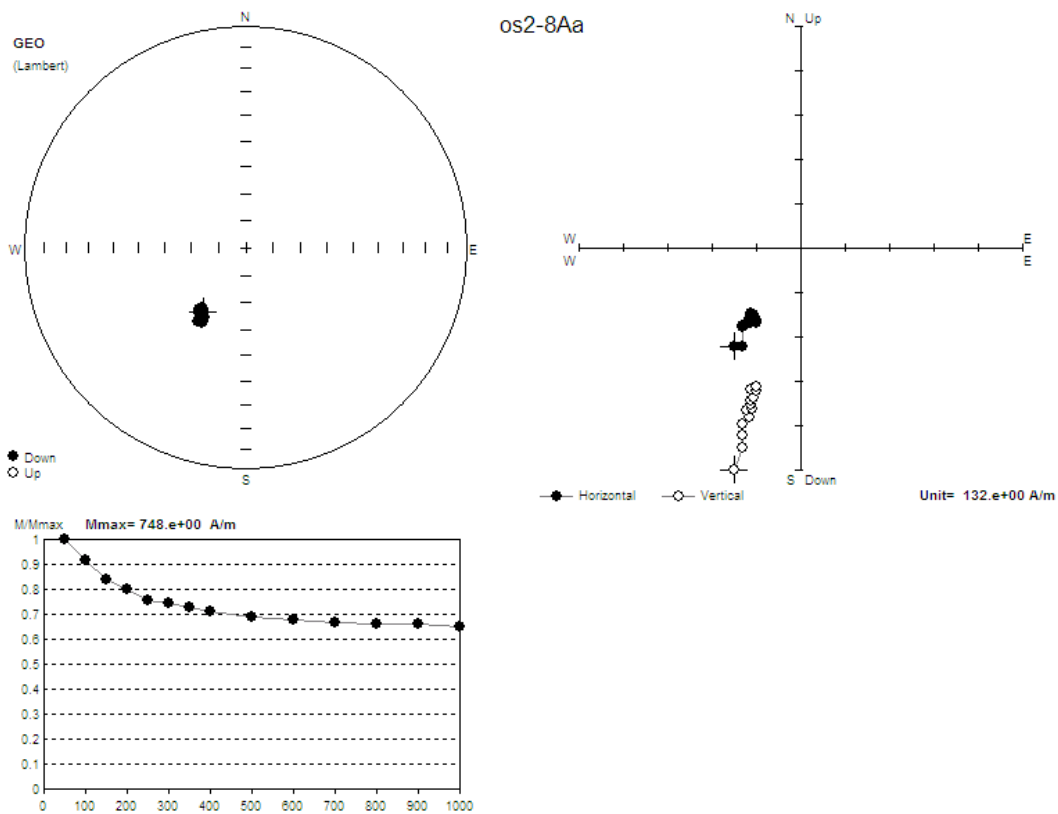 os2-8Aa
GEO
(Lambert)
N
W
E
S
Down
Up
N Up
W
W
E
E
S Down
Horizontal
Vertical
Unit= 132.e+00 A/m
M/Mmax
Mmax= 748.e+00 A/m
1
0.9
0.8
0.7
0.6
0.5
0.4
0.3
0.2
0.1
0
0 100 200 300 400 500 600 700 800 900 1000